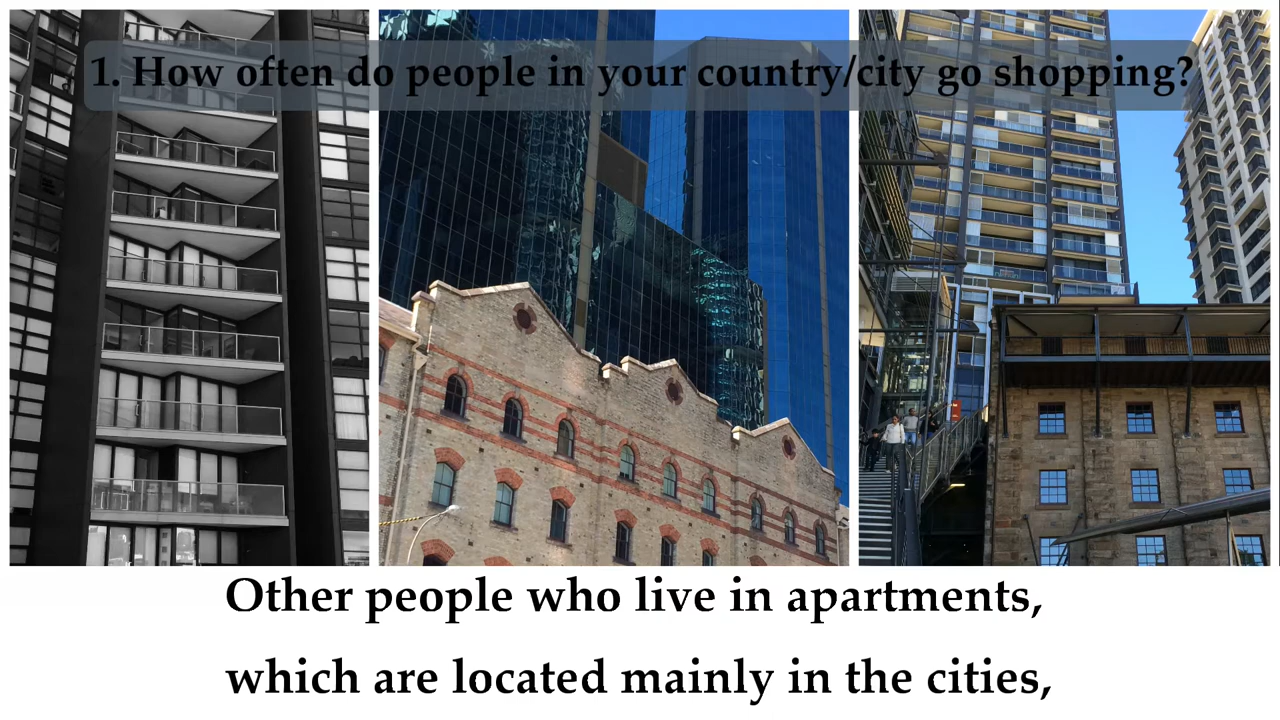 1. How often do people in your country/city go shopping?
Other people who live in apartments,
which are located mainly in the cities,